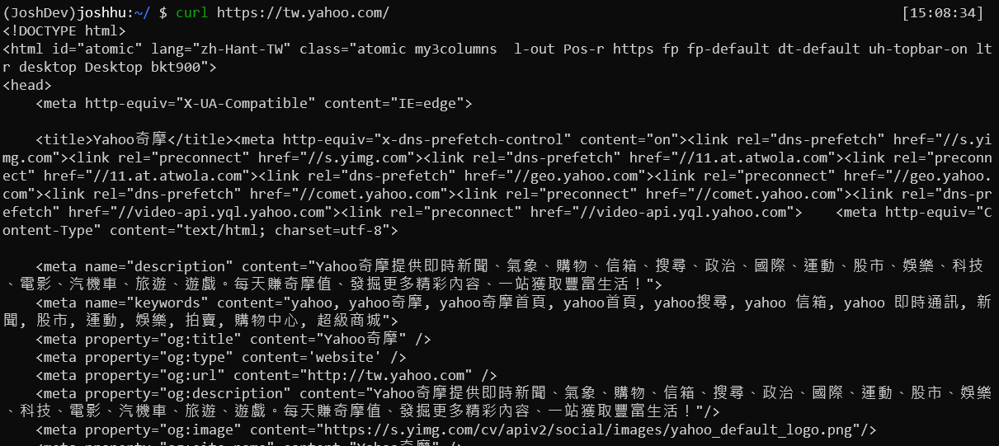 (JoshDev)joshhu:~/ $ curl https://tw.yahoo.com/ [15:08:34]
<!DOCTYPE html>
<html id="atomic" lang="zh-Hant-TW" class="atomic my3columns  l-out Pos-r https fp fp-default dt-default uh-topbar-on lt
r desktop Desktop bkt900">
<head>
    <meta http-equiv="X-UA-Compatible" content="IE=edge">

    <title>Yahoo奇摩</title><meta http-equiv="x-dns-prefetch-control" content="on"><link rel="dns-prefetch" href="//s.yi
mg.com"><link rel="preconnect" href="//s.yimg.com"><link rel="dns-prefetch" href="//11.at.atwola.com"><link rel="preconn
ect" href="//11.at.atwola.com"><link rel="dns-prefetch" href="//geo.yahoo.com"><link rel="preconnect" href="//geo.yahoo.
com"><link rel="dns-prefetch" href="//comet.yahoo.com"><link rel="preconnect" href="//comet.yahoo.com"><link rel="dns-pr
efetch" href="//video-api.yql.yahoo.com"><link rel="preconnect" href="//video-api.yql.yahoo.com">    <meta http-equiv="C
ontent-Type" content="text/html; charset=utf-8">

    <meta name="description" content="Yahoo奇摩提供即時新聞、氣象、購物、信箱、搜尋、政治、國際、運動、股市、娛樂、科技
、電影、汽機車、旅遊、遊戲。每天賺奇摩值、發掘更多精彩內容、一站獲取豐富生活！">
    <meta name="keywords" content="yahoo, yahoo奇摩, yahoo奇摩首頁, yahoo首頁, yahoo搜尋, yahoo 信箱, yahoo 即時通訊, 新
聞, 股市, 運動, 娛樂, 拍賣, 購物中心, 超級商城">
    <meta property="og:title" content="Yahoo奇摩" />
    <meta property="og:type" content='website' />
    <meta property="og:url" content="http://tw.yahoo.com" />
    <meta property="og:description" content="Yahoo奇摩提供即時新聞、氣象、購物、信箱、搜尋、政治、國際、運動、股市、娛樂
、科技、電影、汽機車、旅遊、遊戲。每天賺奇摩值、發掘更多精彩內容、一站獲取豐富生活！"/>
    <meta property="og:image" content="https://s.yimg.com/cv/apiv2/social/images/yahoo_default_logo.png"/>
    <meta property="og:site_name" content="Yahoo奇摩" />